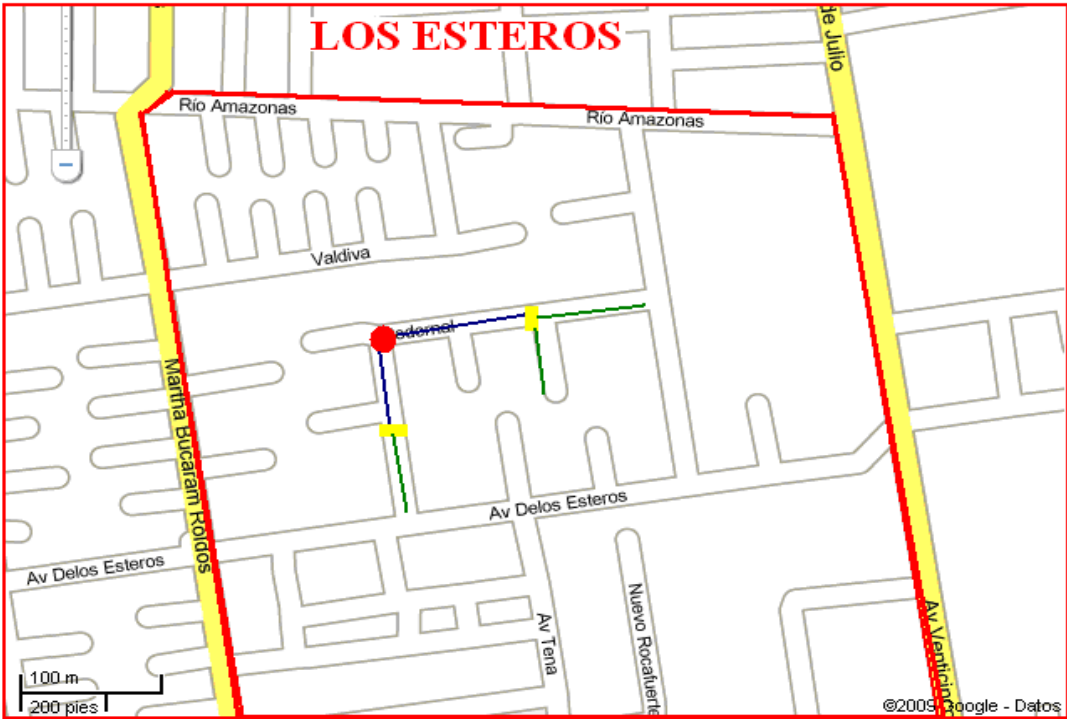 LOS ESTEROS
de Julio
Río Amazonas
Río Amazonas
Valdiva
Martha Bucaram Roldos
Av Delos Esteros
Av Delos Esteros
Av Tena
Nuevo Rocafuerte
100 m
200 pies
©2009 Google - Datos